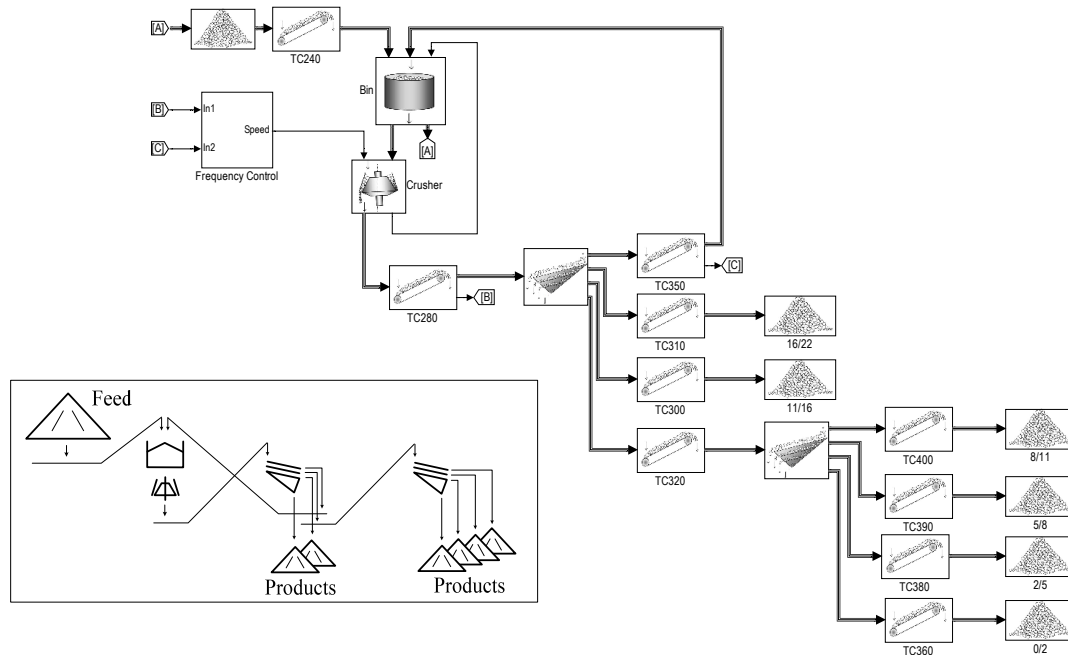 [A]
TC240
Bin
[B]
In1
Speed
[C]
In2
[A]
Frequency Control
Crusher
TC350
[C]
TC280
[B]
TC310
16/22
TC300
11/16
TC320
TC400
8/11
TC390
5/8
TC380
2/5
TC360
0/2
Feed
Products
Products